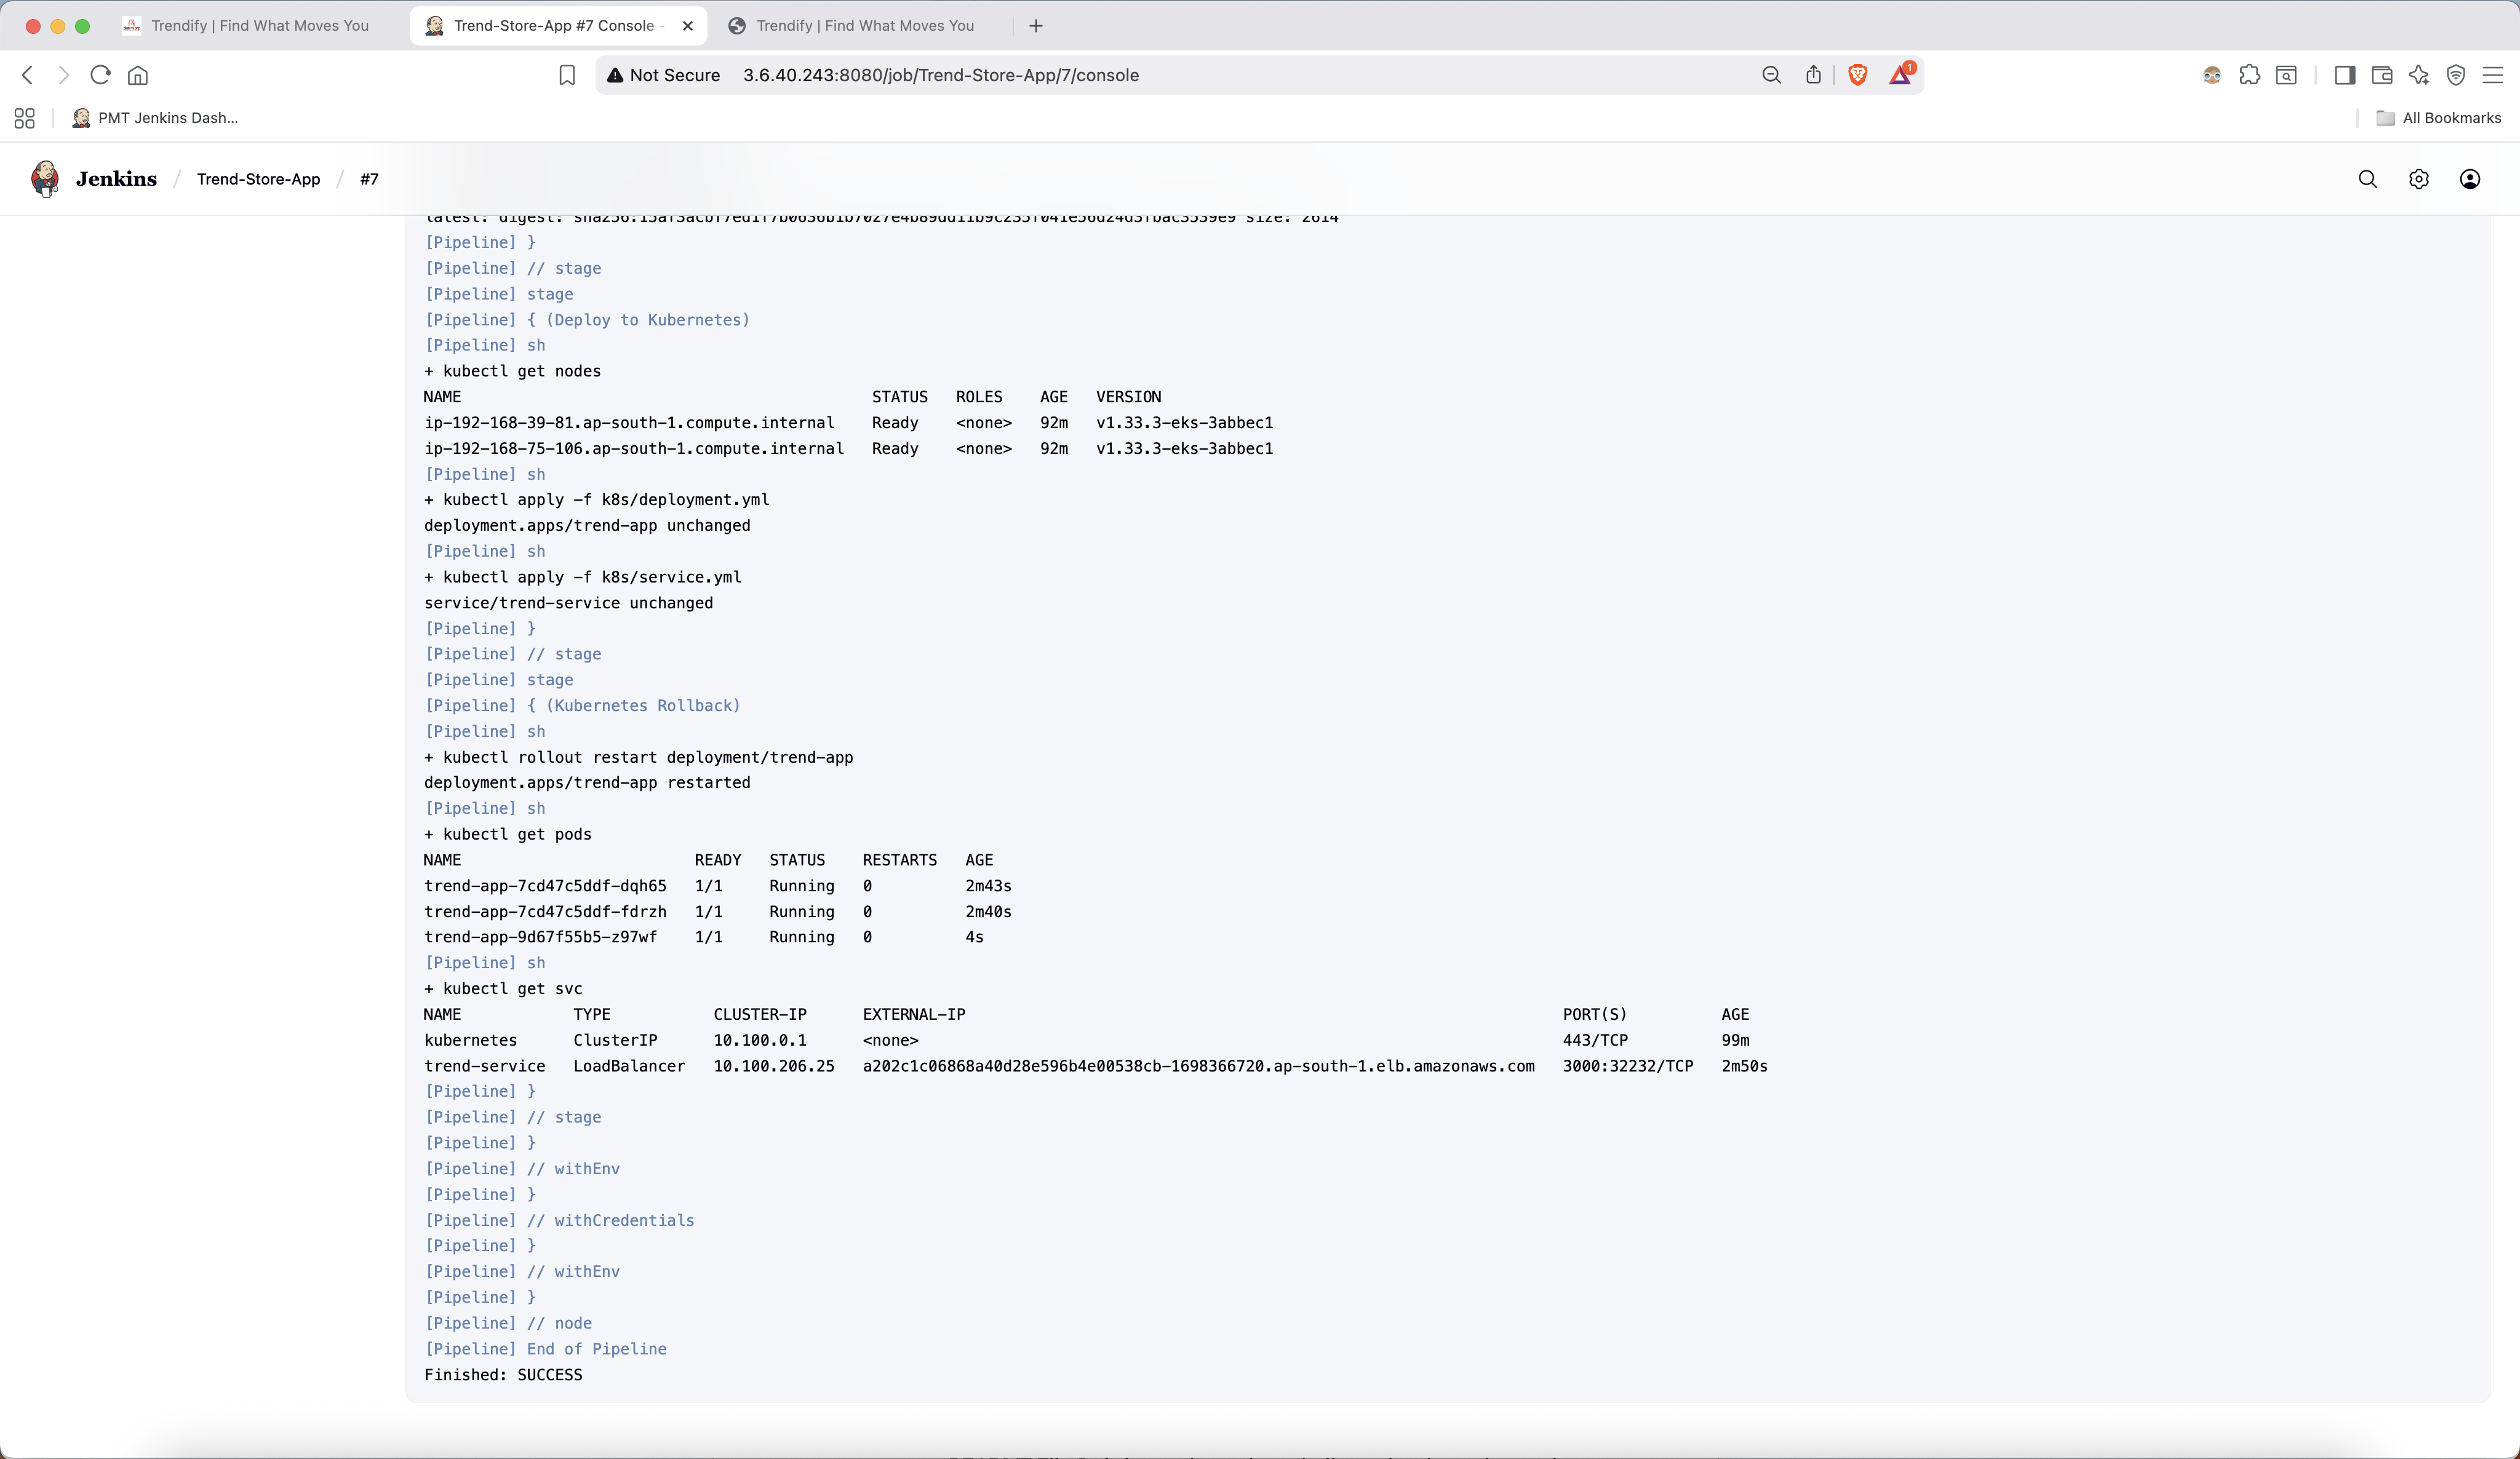 Trendify | Find What Moves You
Trend-Store-App #7 Console -
Trendify | Find What Moves You
Not Secure 3.6.40.243:8080/job/Trend-Store-App/7/console
1
PMT Jenkins Dash...
All Bookmarks
Jenkins / Trend-Store-App / #7
[Pipeline] }
[Pipeline] // stage
[Pipeline] stage
[Pipeline] { (Deploy to Kubernetes)
[Pipeline] sh
+ kubectl get nodes
NAME STATUS ROLES AGE VERSION
ip-192-168-39-81.ap-south-1.compute.internal Ready <none> 92m v1.33.3-eks-3abbec1
ip-192-168-75-106.ap-south-1.compute.internal Ready <none> 92m v1.33.3-eks-3abbec1
[Pipeline] sh
+ kubectl apply -f k8s/deployment.yml
deployment.apps/trend-app unchanged
[Pipeline] sh
+ kubectl apply -f k8s/service.yml
service/trend-service unchanged
[Pipeline] }
[Pipeline] // stage
[Pipeline] stage
[Pipeline] { (Kubernetes Rollback)
[Pipeline] sh
+ kubectl rollout restart deployment/trend-app
deployment.apps/trend-app restarted
[Pipeline] sh
+ kubectl get pods
NAME READY STATUS RESTARTS AGE
trend-app-7cd47c5ddf-dqh65 1/1 Running 0 2m43s
trend-app-7cd47c5ddf-fdrzh 1/1 Running 0 2m40s
trend-app-9d67f55b5-z97wf 1/1 Running 0 4s
[Pipeline] sh
+ kubectl get svc
NAME TYPE CLUSTER-IP EXTERNAL-IP PORT(S) AGE
kubernetes ClusterIP 10.100.0.1 <none> 443/TCP 99m
trend-service LoadBalancer 10.100.206.25 a202c1c06868a40d28e596b4e00538cb-1698366720.ap-south-1.elb.amazonaws.com 3000:32232/TCP 2m50s
[Pipeline] }
[Pipeline] // stage
[Pipeline] }
[Pipeline] // withEnv
[Pipeline] }
[Pipeline] // withCredentials
[Pipeline] }
[Pipeline] // withEnv
[Pipeline] }
[Pipeline] // node
[Pipeline] End of Pipeline
Finished: SUCCESS